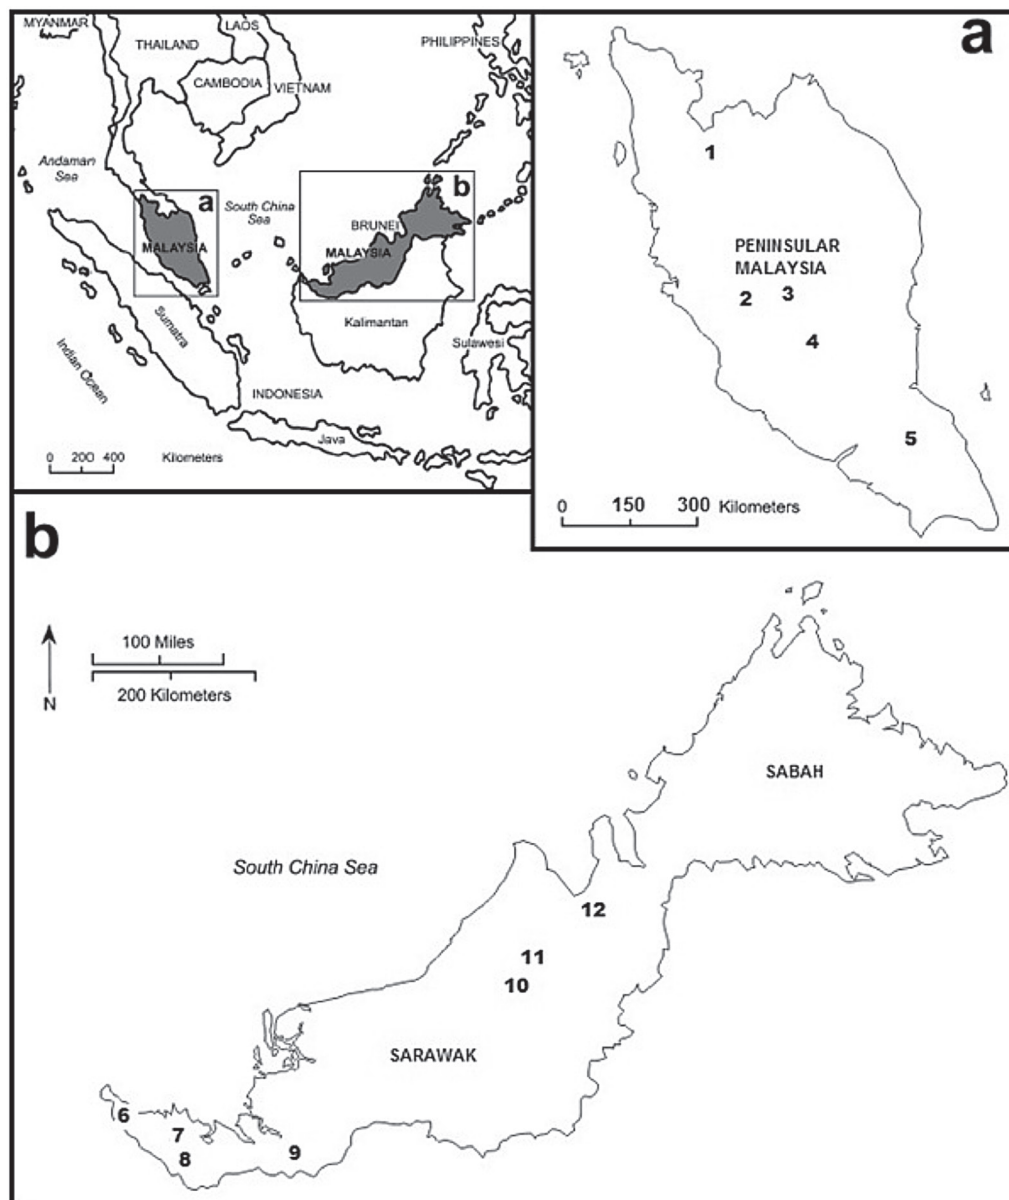 MYANMAR
LAOS
THAILAND
PHILIPPINES
CAMBODIA
VIETNAM
Andaman
Sea
a
b
South China
Sea
BRUNEI
MALAYSIA
MALAYSIA
Sumatra
Kalimantan
Sulawesi
Indian Ocean
INDONESIA
Java
0 200 400 Kilometers
a
1
PENINSULAR
MALAYSIA
2
3
4
5
0 150 300 Kilometers
b
100 Miles
200 Kilometers
N
SABAH
South China Sea
12
11
10
SARAWAK
6
7
8
9